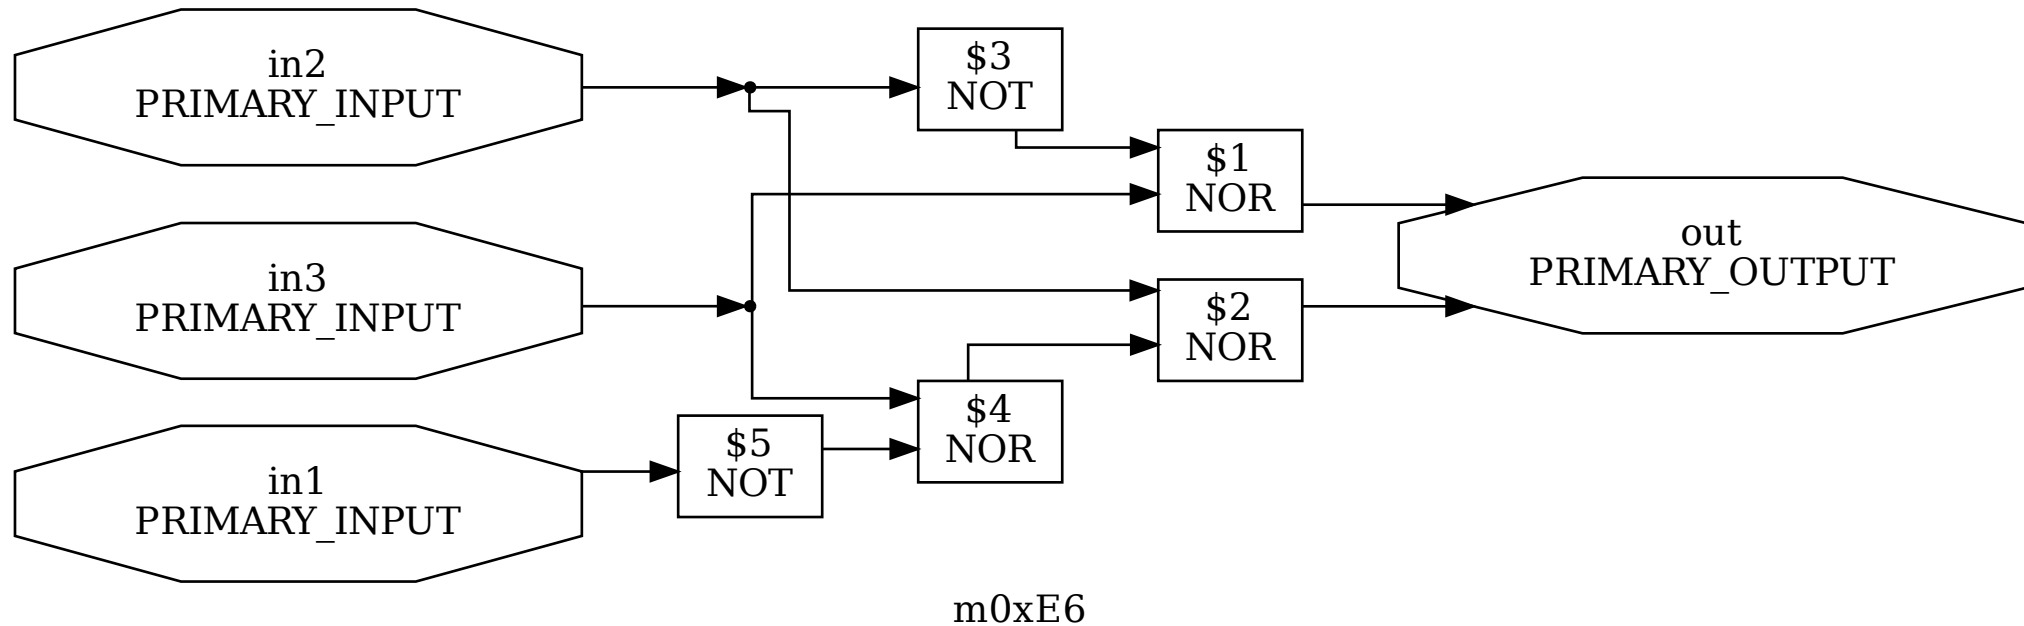 in2
PRIMARY_INPUT
$3
NOT
$1
NOR
in3
PRIMARY_INPUT
out
PRIMARY_OUTPUT
$2
NOR
$4
NOR
$5
NOT
in1
PRIMARY_INPUT
m0xE6